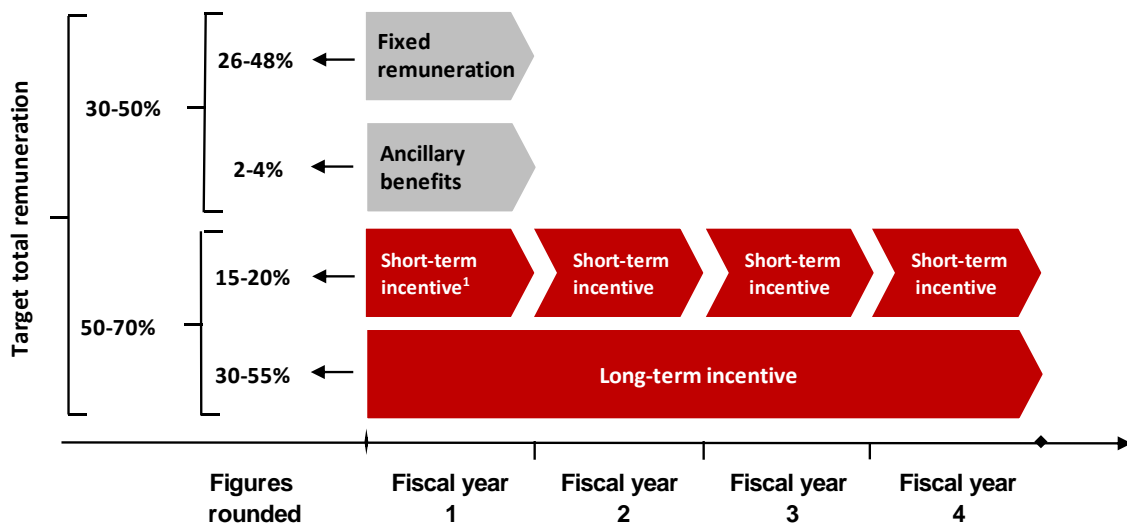 Target total remuneration
30-50%
26-48%
Fixed
remuneration
2-4%
Ancillary
benefits
50-70%
15-20%
Short-term
incentive¹
Short-term
incentive
Short-term
incentive
Short-term
incentive
30-55%
Long-term incentive
Figures
rounded
Fiscal year
1
Fiscal year
2
Fiscal year
3
Fiscal year
4